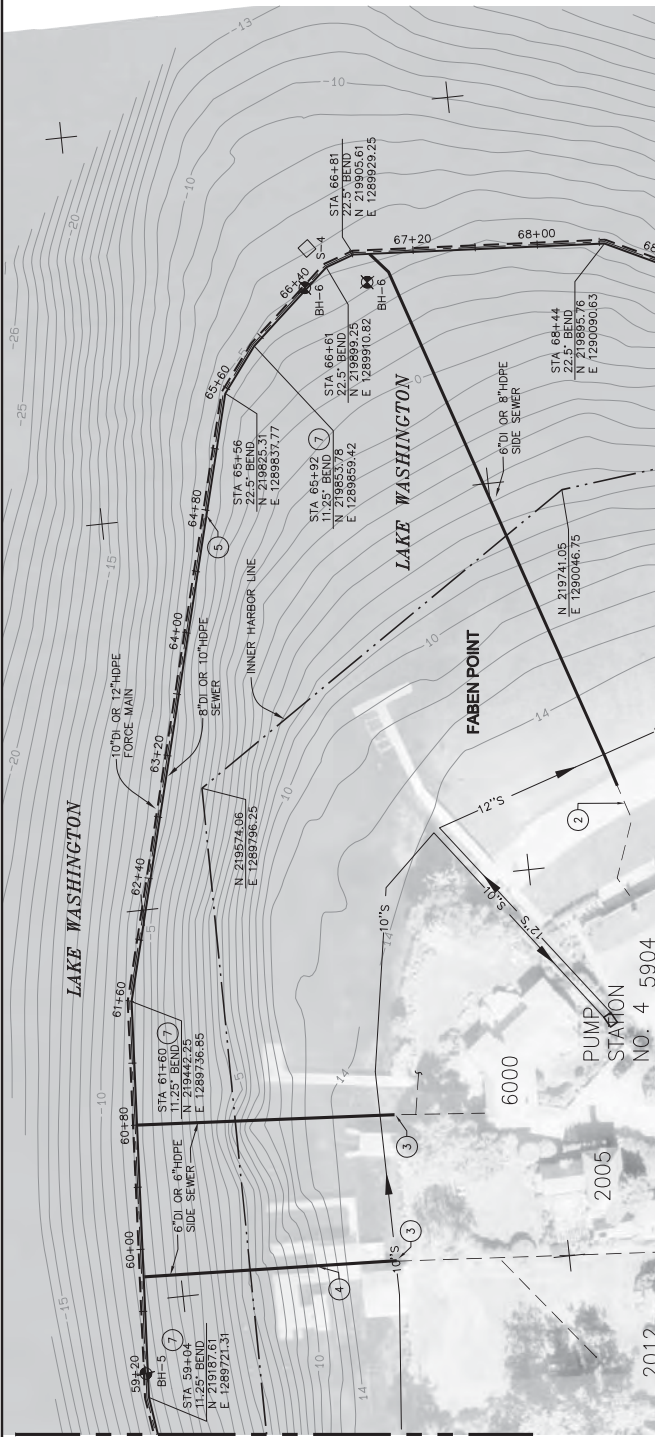 -13
-10
-20
-10
-26
-25
-15
-20
STA 66+81
22.5° BEND
N 219905.61
E 1289929.25
67+20
68+00
68
S-4
66+40
BH-6
BH-6
STA 66+61
22.5° BEND
N 219899.25
E 1289910.82
STA 68+44
22.5° BEND
N 219895.76
E 1290090.63
65+60
STA 65+56
22.5° BEND
N 219825.31
E 1289837.77
STA 65+92 7
11.25° BEND
N 219853.78
E 1289859.42
LAKE WASHINGTON
0
6"DI OR 8"HDPE
SIDE SEWER
64+80
5
INNER HARBOR LINE
N 219741.05
E 1290046.75
64+00
8"DI OR 10"HDPE
SEWER
10"DI OR 12"HDPE
FORCE MAIN
63+20
-10
FABEN POINT
14
LAKE WASHINGTON
N 219574.06
E 1289796.25
10
12"S
2
62+40
-5
10"S
14
10"S
12"S
61+60
STA 61+60 7
11.25° BEND
N 219442.25
E 1289736.85
-10
5
14
60+80
6"DI OR 6"HDPE
SIDE SEWER
3
6000
PUMP
STATION
NO. 4 5904
2005
60+00
10"S
3
4
-15
59+20
BH-5
7
STA 59+04
11.25° BEND
N 219187.61
E 1289721.31
10
14
2012